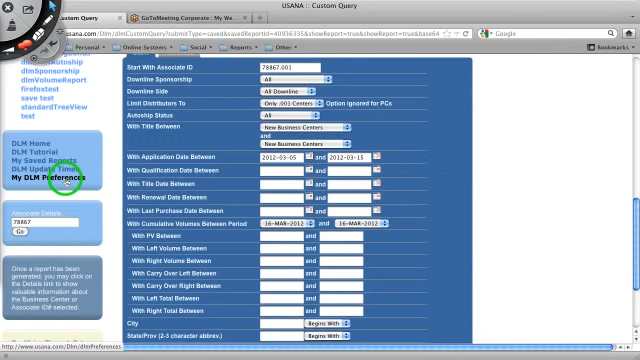 USANA :: Custom Query
GoToMeeting Corporate : My We...
usana.com/Dlm/dlmCustomQuery?submitType=savedReport&savedReportId=40936335&showReport=true&showReport=true&base64
Personal
Online Systems
Social
Bookmarks
dlmSponsorship
dlmVolumeReport
firefoxtest
save test
standardTreeView
test
DLM Home
DLM Tutorial
My Saved Reports
DLM Update Times
My DLM Preferences
Associate Details
78867
Go
Once a report has been
generated, you may click on
the Details link to show
valuable information about
the Business Center or
Associate ID# selected.
Start With Associate ID 78867.001
Downline Sponsorship All
Downline Side All Downline
Limit Distributors To Only .001 Centers Option ignored for PCs
Autoship Status All
With Title Between New Business Centers
and
New Business Centers
With Application Date Between 2012-03-05 and 2012-03-15
With Qualification Date Between and
With Title Date Between and
With Renewal Date Between and
With Last Purchase Date Between and
With Cumulative Volumes Between Period 16-MAR-2012 and 16-MAR-2012
With PV Between and
With Left Volume Between and
With Right Volume Between and
With Carry Over Left Between and
With Carry Over Right Between and
With Left Total Between and
With Right Total Between and
City Begins With
State/Prov (2-3 character abbrev.) Begins With
http://www.usana.com/Dlm/dlmPreferences